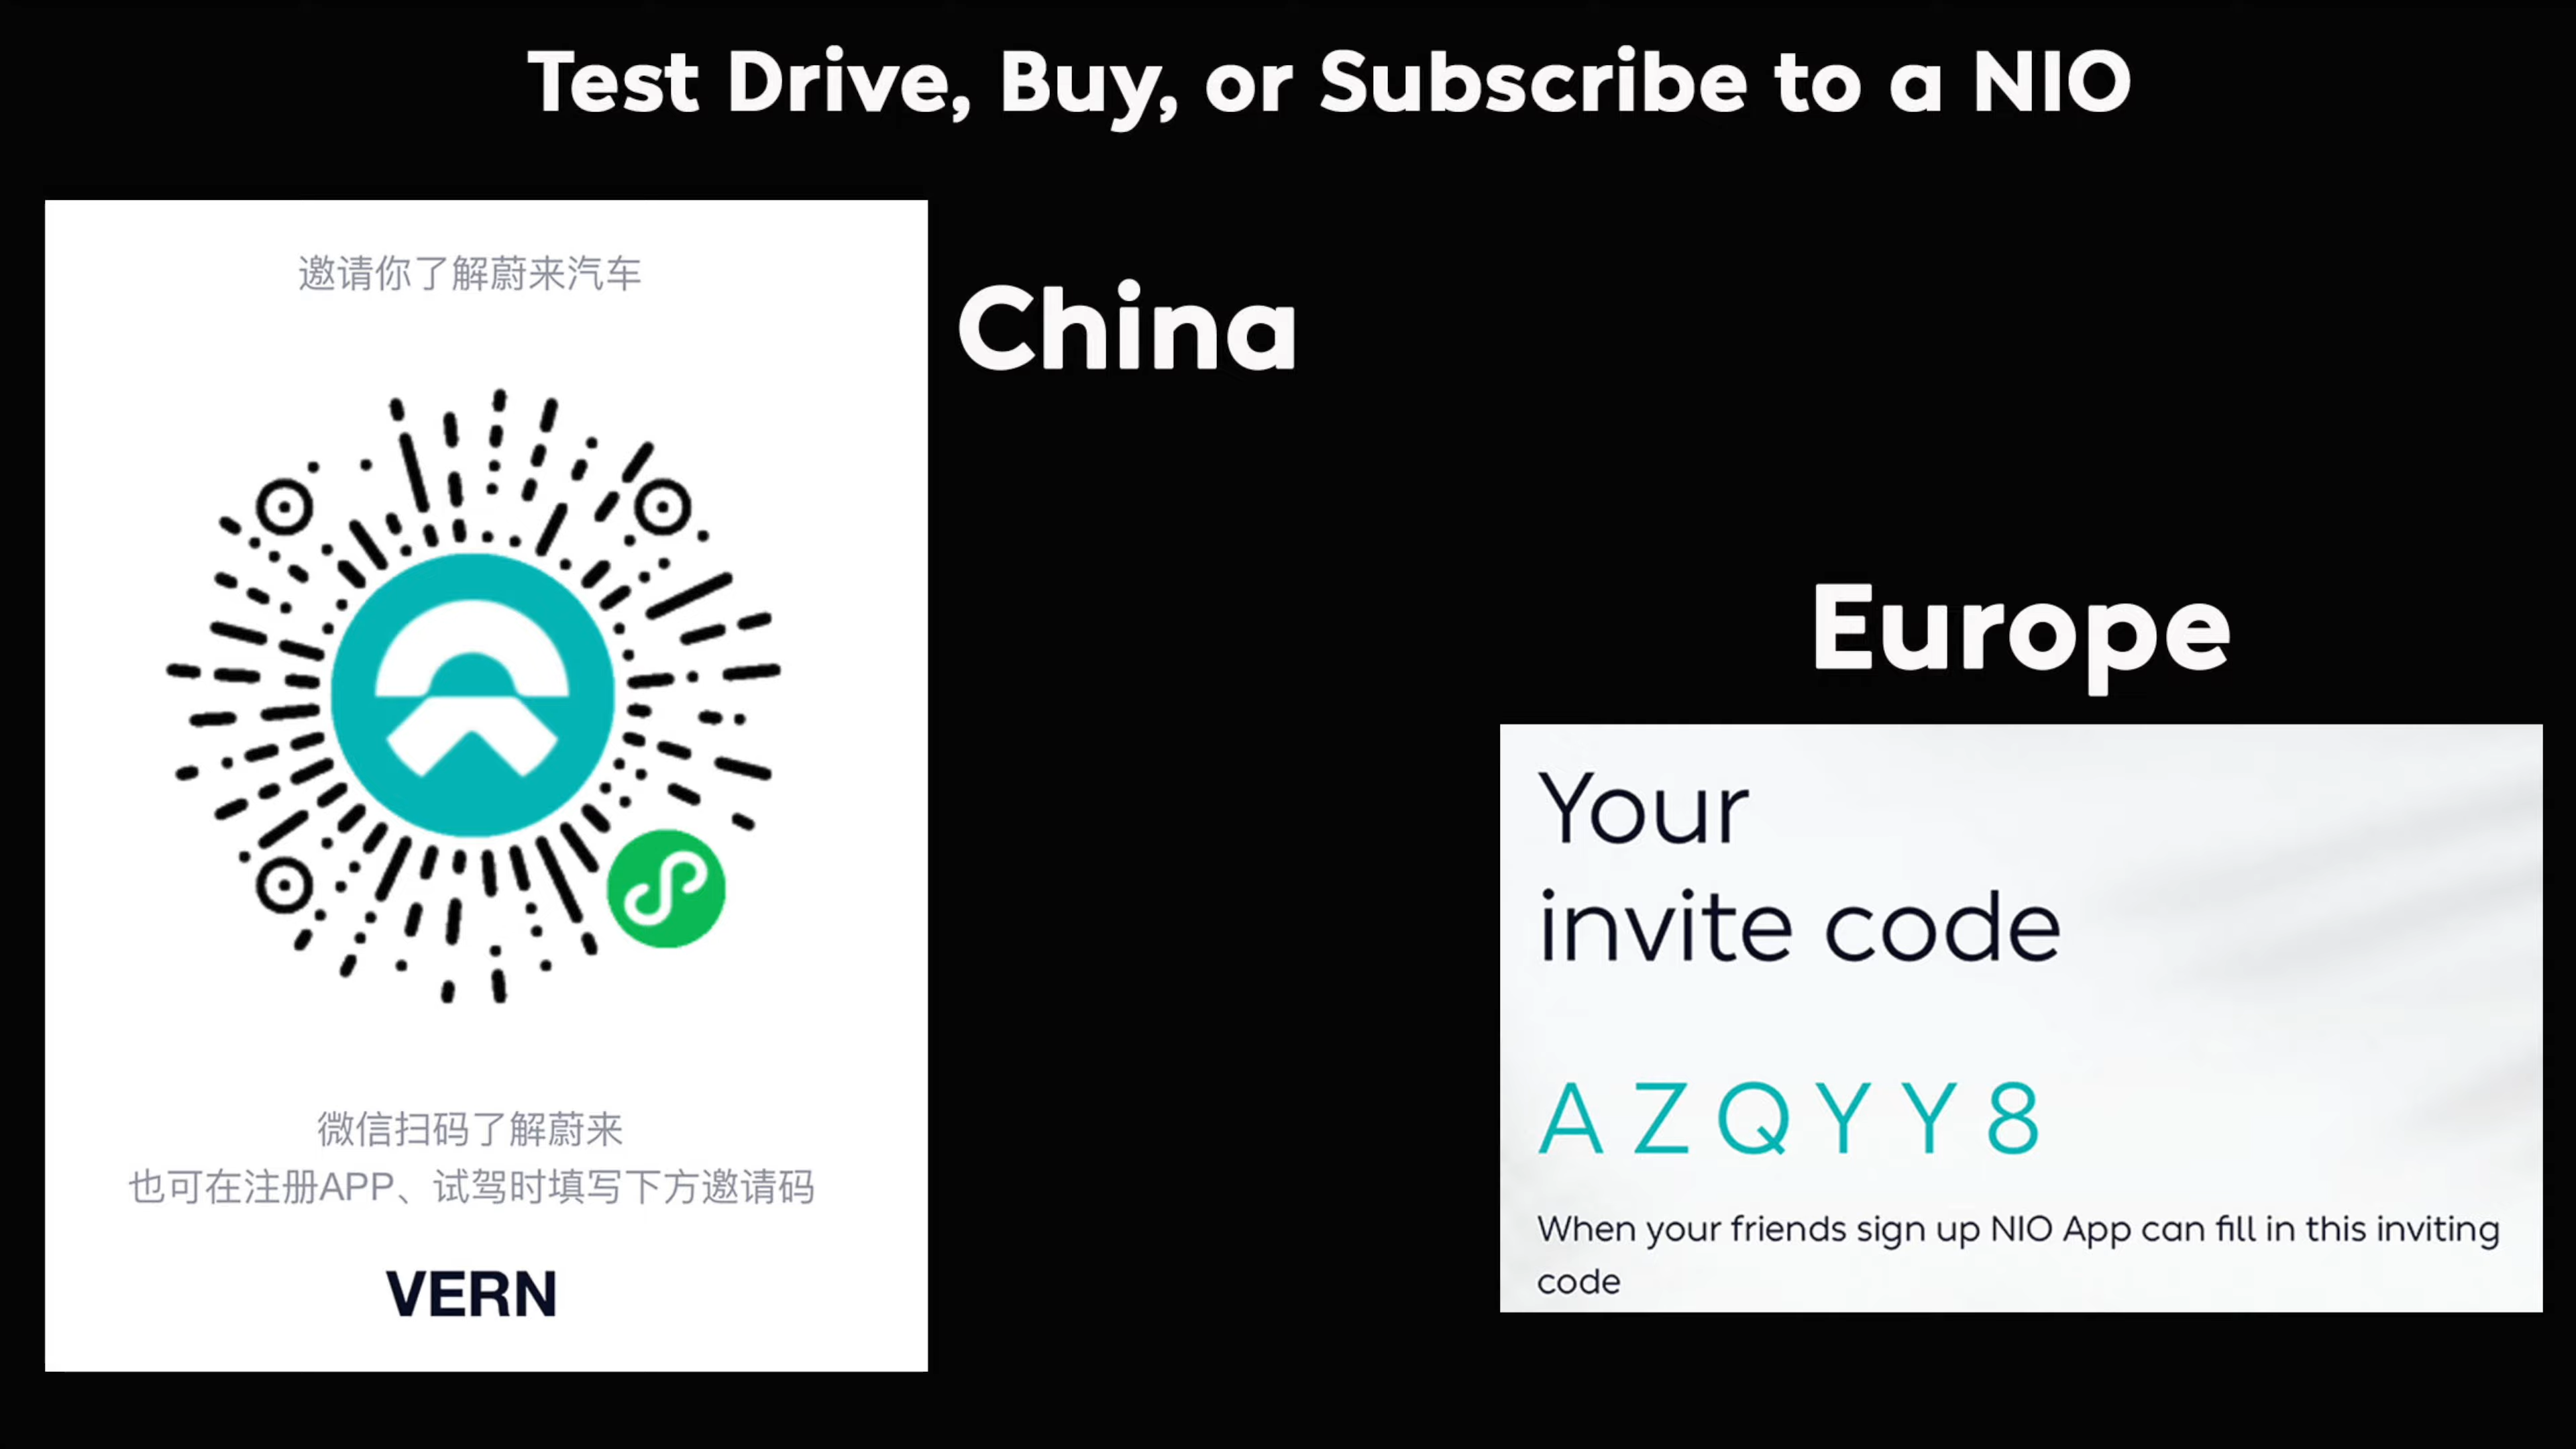 Test Drive, Buy, or Subscribe to a NIO
邀请你了解蔚来汽车
China
微信扫码了解蔚来
也可在注册APP、试驾时填写下方邀请码
VERN
Europe
Your
invite code
AZQYY8
When your friends sign up NIO App can fill in this inviting
code